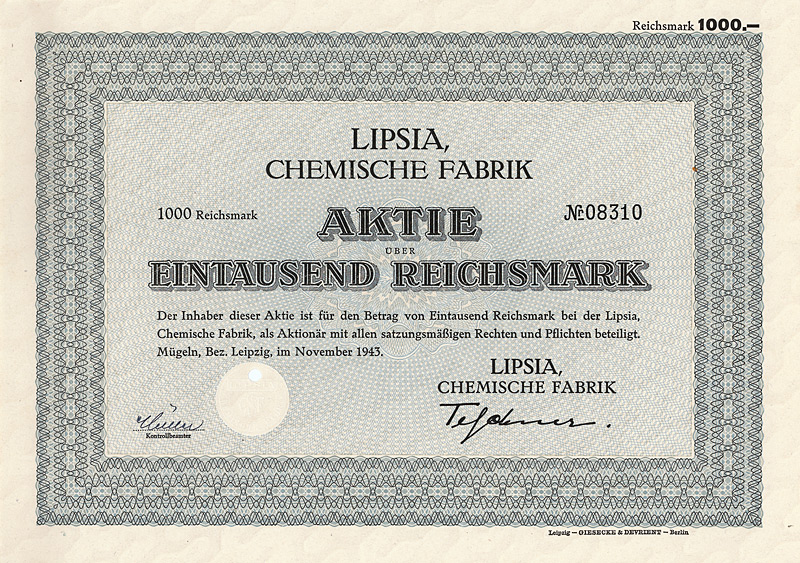 Reichsmark 1000.—
LIPSIA,
CHEMISCHE FABRIK
1000 Reichsmark
AKTIE
№ 08310
ÜBER
EINTAUSEND REICHSMARK
Der Inhaber dieser Aktie ist für den Betrag von Eintausend Reichsmark bei der Lipsia,
Chemische Fabrik, als Aktionär mit allen satzungsmäßigen Rechten und Pflichten beteiligt.
Mügeln, Bez. Leipzig, im November 1943.
LIPSIA,
CHEMISCHE FABRIK
Kontrollbeamter
Leipzig — GIESECKE & DEVRIENT — Berlin